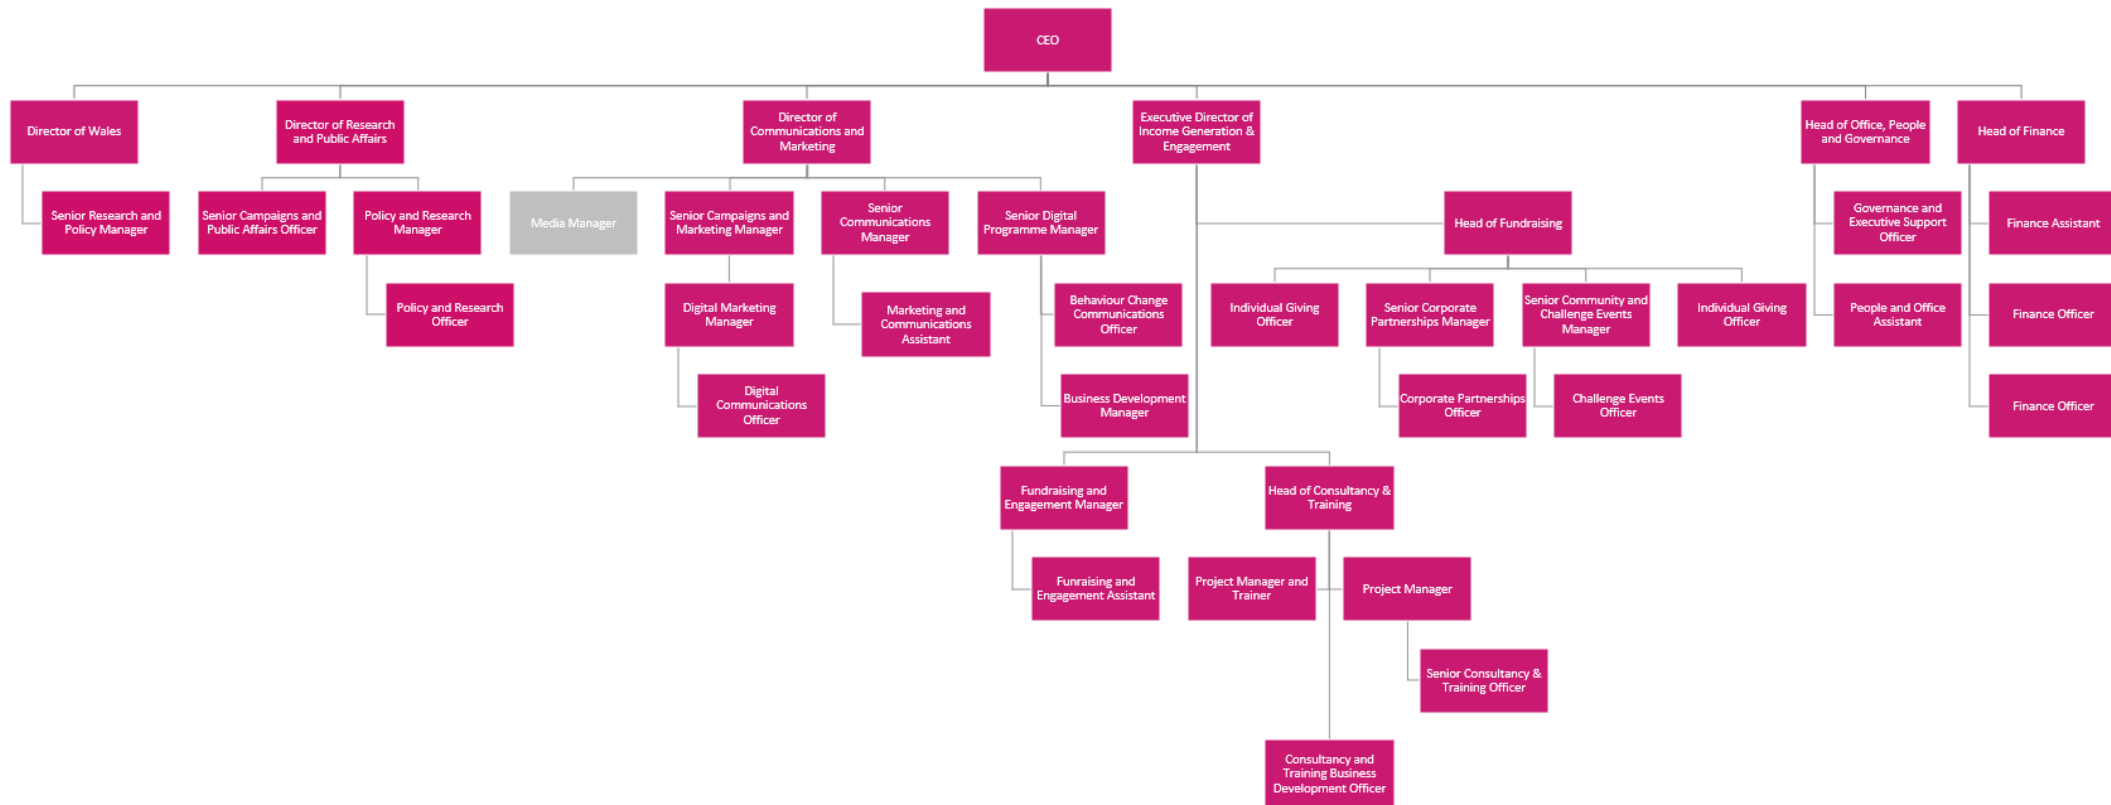 CEO
Director of Wales
Director of Research
and Public Affairs
Director of
Communications and
Marketing
Executive Director of
Income Generation &
Engagement
Head of Office, People
and Governance
Head of Finance
Senior Research and
Policy Manager
Senior Campaigns and
Public Affairs Officer
Policy and Research
Manager
Media Manager
Senior Campaigns and
Marketing Manager
Senior
Communications
Manager
Senior Digital
Programme Manager
Head of Fundraising
Governance and
Executive Support
Officer
Finance Assistant
Policy and Research
Officer
Digital Marketing
Manager
Marketing and
Communications
Assistant
Behaviour Change
Communications
Officer
Individual Giving
Officer
Senior Corporate
Partnerships Manager
Senior Community and
Challenge Events
Manager
Individual Giving
Officer
People and Office
Assistant
Finance Officer
Digital
Communications
Officer
Business Development
Manager
Corporate Partnerships
Officer
Challenge Events
Officer
Finance Officer
Fundraising and
Engagement Manager
Head of Consultancy &
Training
Funraising and
Engagement Assistant
Project Manager and
Trainer
Project Manager
Senior Consultancy &
Training Officer
Consultancy and
Training Business
Development Officer